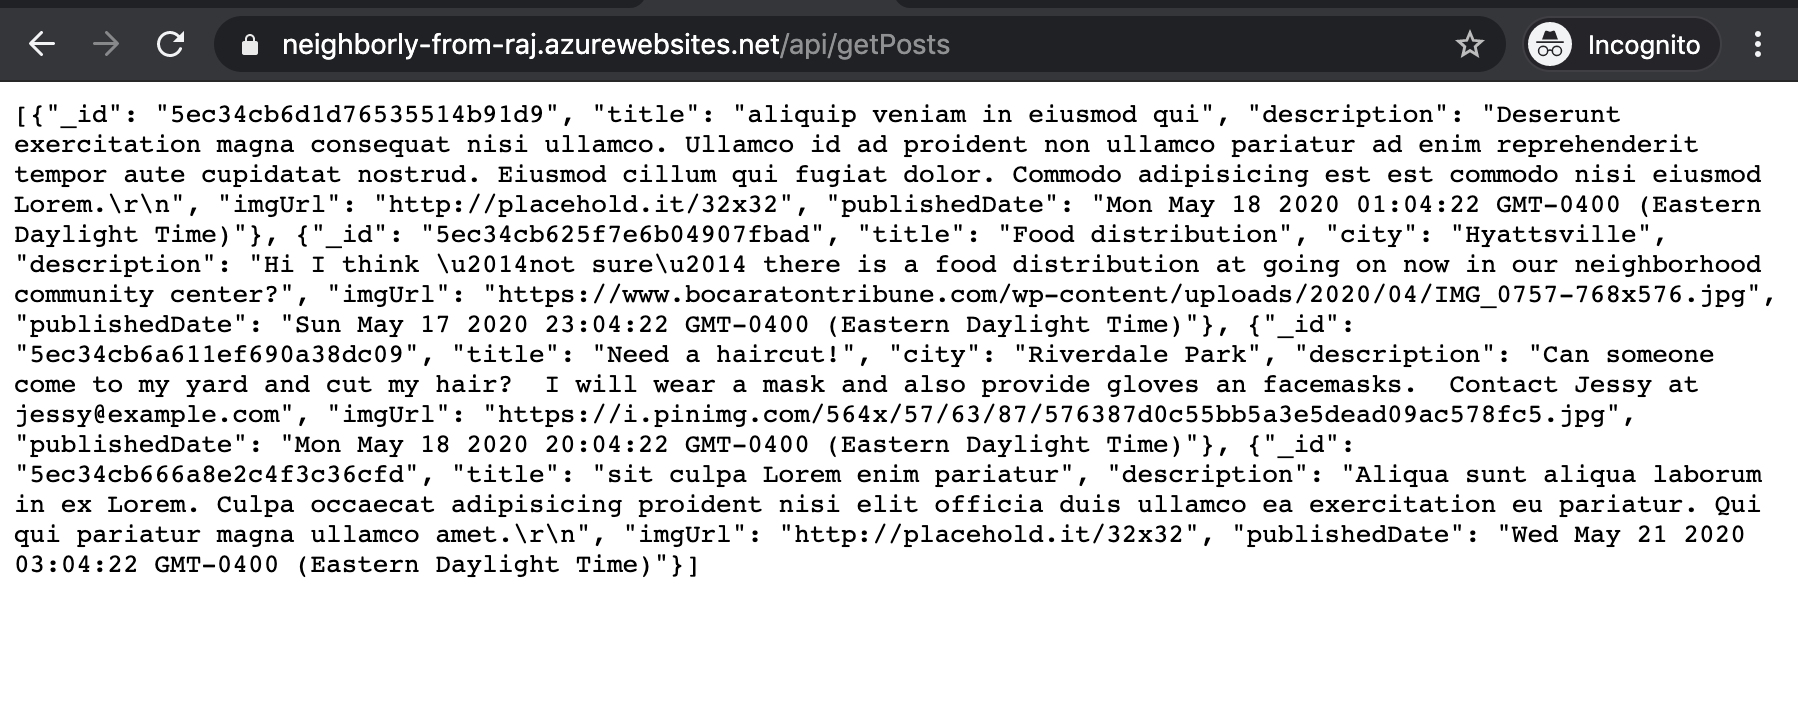 neighborly-from-raj.azurewebsites.net/api/getPosts
Incognito
[{"_id": "5ec34cb6d1d76535514b91d9", "title": "aliquip veniam in eiusmod qui", "description": "Deserunt
exercitation magna consequat nisi ullamco. Ullamco id ad proident non ullamco pariatur ad enim reprehenderit
tempor aute cupidatat nostrud. Eiusmod cillum qui fugiat dolor. Commodo adipisicing est est commodo nisi eiusmod
Lorem.\r\n", "imgUrl": "http://placehold.it/32x32", "publishedDate": "Mon May 18 2020 01:04:22 GMT-0400 (Eastern
Daylight Time)"}, {"_id": "5ec34cb625f7e6b04907fbad", "title": "Food distribution", "city": "Hyattsville",
"description": "Hi I think \u2014not sure\u2014 there is a food distribution at going on now in our neighborhood
community center?", "imgUrl": "https://www.bocaratontribune.com/wp-content/uploads/2020/04/IMG_0757-768x576.jpg",
"publishedDate": "Sun May 17 2020 23:04:22 GMT-0400 (Eastern Daylight Time)"}, {"_id":
"5ec34cb6a611ef690a38dc09", "title": "Need a haircut!", "city": "Riverdale Park", "description": "Can someone
come to my yard and cut my hair?  I will wear a mask and also provide gloves an facemasks.  Contact Jessy at
jessy@example.com", "imgUrl": "https://i.pinimg.com/564x/57/63/87/576387d0c55bb5a3e5dead09ac578fc5.jpg",
"publishedDate": "Mon May 18 2020 20:04:22 GMT-0400 (Eastern Daylight Time)"}, {"_id":
"5ec34cb666a8e2c4f3c36cfd", "title": "sit culpa Lorem enim pariatur", "description": "Aliqua sunt aliqua laborum
in ex Lorem. Culpa occaecat adipisicing proident nisi elit officia duis ullamco ea exercitation eu pariatur. Qui
qui pariatur magna ullamco amet.\r\n", "imgUrl": "http://placehold.it/32x32", "publishedDate": "Wed May 21 2020
03:04:22 GMT-0400 (Eastern Daylight Time)"}]